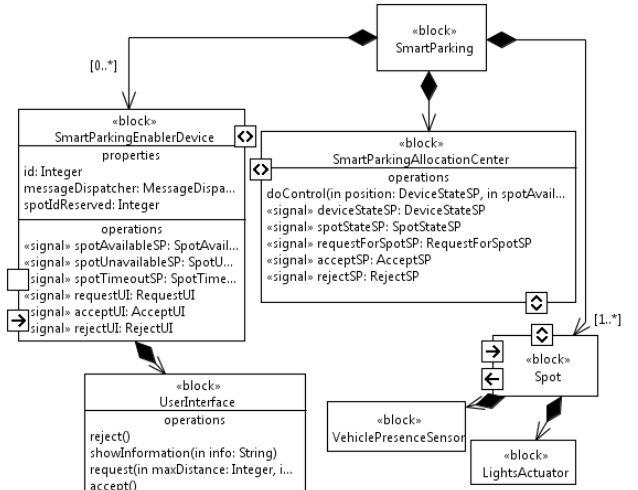 «block»
SmartParking
[0..*]
«block»
SmartParkingEnablerDevice
properties
id: Integer
messageDispatcher: MessageDispa...
spotIdReserved: Integer
operations
«signal» spotAvailableSP: SpotAvail...
«signal» spotUnavailableSP: SpotU...
signal» spotTimeoutSP: SpotTime...
«signal» requestUI: RequestUI
signal» acceptUI: AcceptUI
signal» rejectUI: RejectUI
«block»
SmartParkingAllocationCenter
operations
doControl(in position: DeviceStateSP, in spotAvail...
«signal» deviceStateSP: DeviceStateSP
«signal» spotStateSP: SpotStateSP
«signal» requestForSpotSP: RequestForSpotSP
«signal» acceptSP: AcceptSP
«signal» rejectSP: RejectSP
[1..*]
«block»
Spot
«block»
UserInterface
operations
reject()
showInformation(in info: String)
request(in maxDistance: Integer, i...
accept()
«block»
VehiclePresenceSensor
«block»
LightsActuator